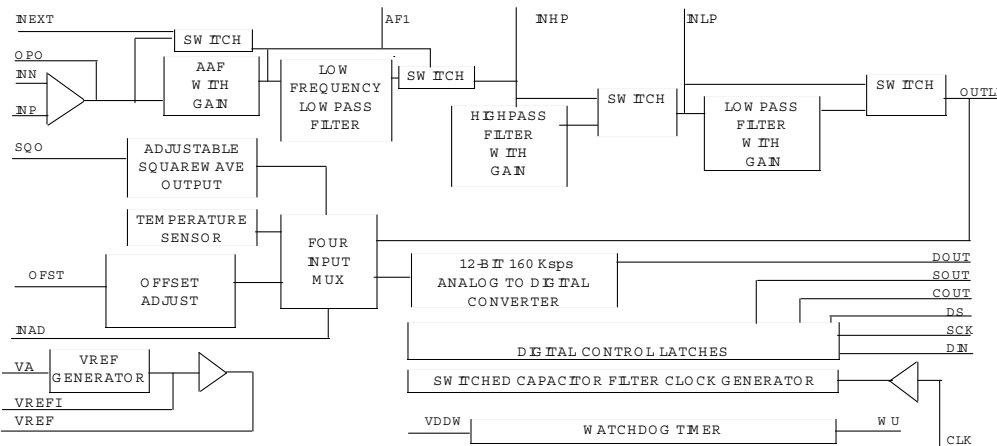 INEXT
AF1
INHP
INLP
SWITCH
OPO
INN
INP
AAF
WITH
GAIN
LOW
FREQUENCY
LOW PASS
FILTER
SWITCH
HIGHPASS
FILTER
WITH
GAIN
SWITCH
LOW PASS
FILTER
WITH
GAIN
SWITCH
SQO
ADJUSTABLE
SQUAREWAVE
OUTPUT
TEMPERATURE
SENSOR
OFST
OFFSET
ADJUST
FOUR
INPUT
MUX
12-BIT 160 Ksps
ANALOG TO DIGITAL
CONVERTER
DOUT
SOUT
COUT
DS
SCK
DIN
INAD
DIGITAL CONTROL LATCHES
VA
VREF
GENERATOR
VREFI
VREF
SWITCHED CAPACITOR FILTER CLOCK GENERATOR
VDDW
WATCHDOG TIMER
WU
CLK